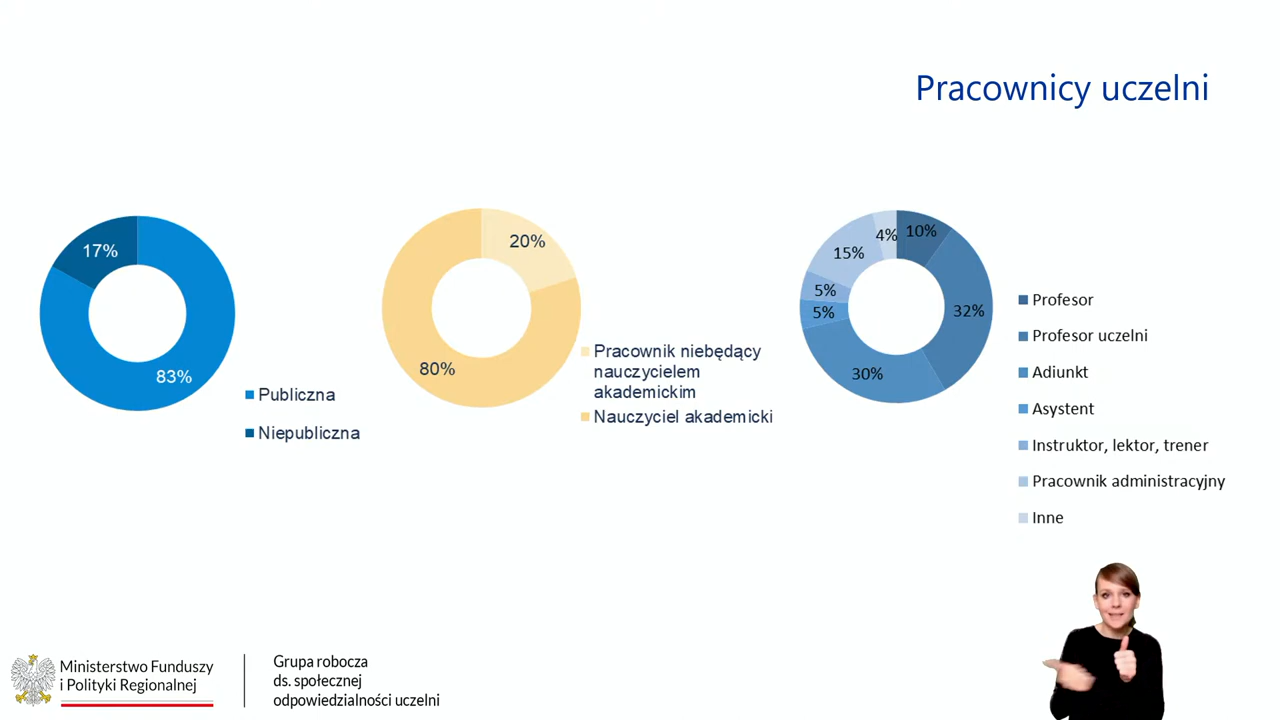 Pracownicy uczelni
17%
83%
Publiczna
Niepubliczna
20%
80%
Pracownik niebędący
nauczycielem
akademickim
Nauczyciel akademicki
4%
10%
15%
5%
5%
32%
30%
Profesor
Profesor uczelni
Adiunkt
Asystent
Instruktor, lektor, trener
Pracownik administracyjny
Inne
Ministerstwo Funduszy
i Polityki Regionalnej
Grupa robocza
ds. społecznej
odpowiedzialności uczelni